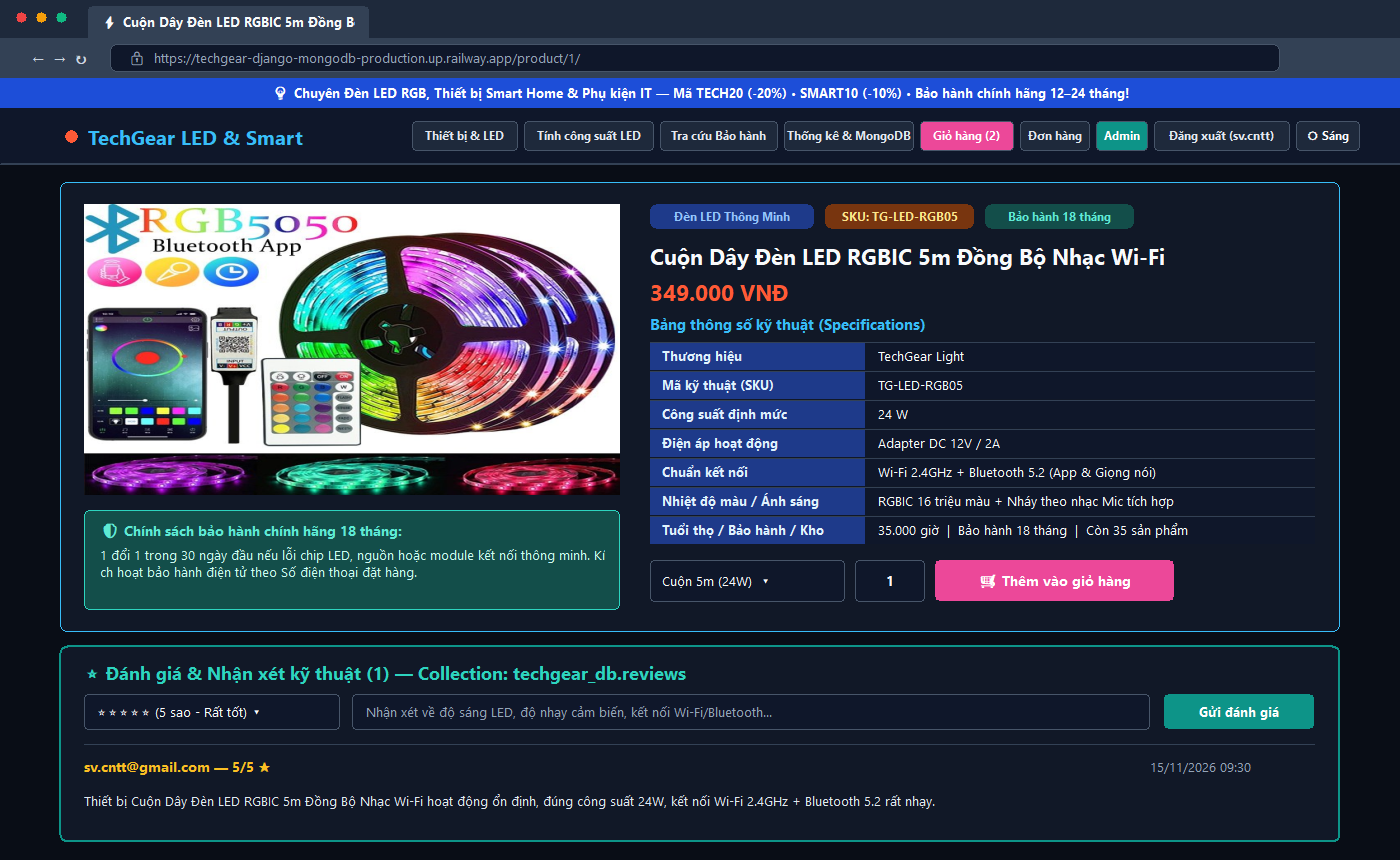 Cuộn Dây Đèn LED RGBIC 5m Đồng B
https://techgear-django-mongodb-production.up.railway.app/product/1/
Chuyên Đèn LED RGB, Thiết bị Smart Home & Phụ kiện IT — Mã TECH20 (-20%) • SMART10 (-10%) • Bảo hành chính hãng 12–24 tháng!
TechGear LED & Smart
Thiết bị & LED
Tính công suất LED
Tra cứu Bảo hành
Thống kê & MongoDB
Giỏ hàng (2)
Đơn hàng
Admin
Đăng xuất (sv.cntt)
Sáng
RGB5050
Bluetooth App
OUTPUT
INPUT
OFF
ON
W
Đèn LED Thông Minh
SKU: TG-LED-RGB05
Bảo hành 18 tháng
Cuộn Dây Đèn LED RGBIC 5m Đồng Bộ Nhạc Wi-Fi
349.000 VNĐ
Bảng thông số kỹ thuật (Specifications)
Thương hiệu TechGear Light
Mã kỹ thuật (SKU) TG-LED-RGB05
Công suất định mức 24 W
Điện áp hoạt động Adapter DC 12V / 2A
Chuẩn kết nối Wi-Fi 2.4GHz + Bluetooth 5.2 (App & Giọng nói)
Nhiệt độ màu / Ánh sáng RGBIC 16 triệu màu + Nháy theo nhạc Mic tích hợp
Tuổi thọ / Bảo hành / Kho 35.000 giờ | Bảo hành 18 tháng | Còn 35 sản phẩm
Cuộn 5m (24W)
1
Thêm vào giỏ hàng
Chính sách bảo hành chính hãng 18 tháng:
1 đổi 1 trong 30 ngày đầu nếu lỗi chip LED, nguồn hoặc module kết nối thông minh. Kí
ch hoạt bảo hành điện tử theo Số điện thoại đặt hàng.
Đánh giá & Nhận xét kỹ thuật (1) — Collection: techgear_db.reviews
(5 sao - Rất tốt)
Nhận xét về độ sáng LED, độ nhạy cảm biến, kết nối Wi-Fi/Bluetooth...
Gửi đánh giá
sv.cntt@gmail.com — 5/5 ★
15/11/2026 09:30
Thiết bị Cuộn Dây Đèn LED RGBIC 5m Đồng Bộ Nhạc Wi-Fi hoạt động ổn định, đúng công suất 24W, kết nối Wi-Fi 2.4GHz + Bluetooth 5.2 rất nhạy.